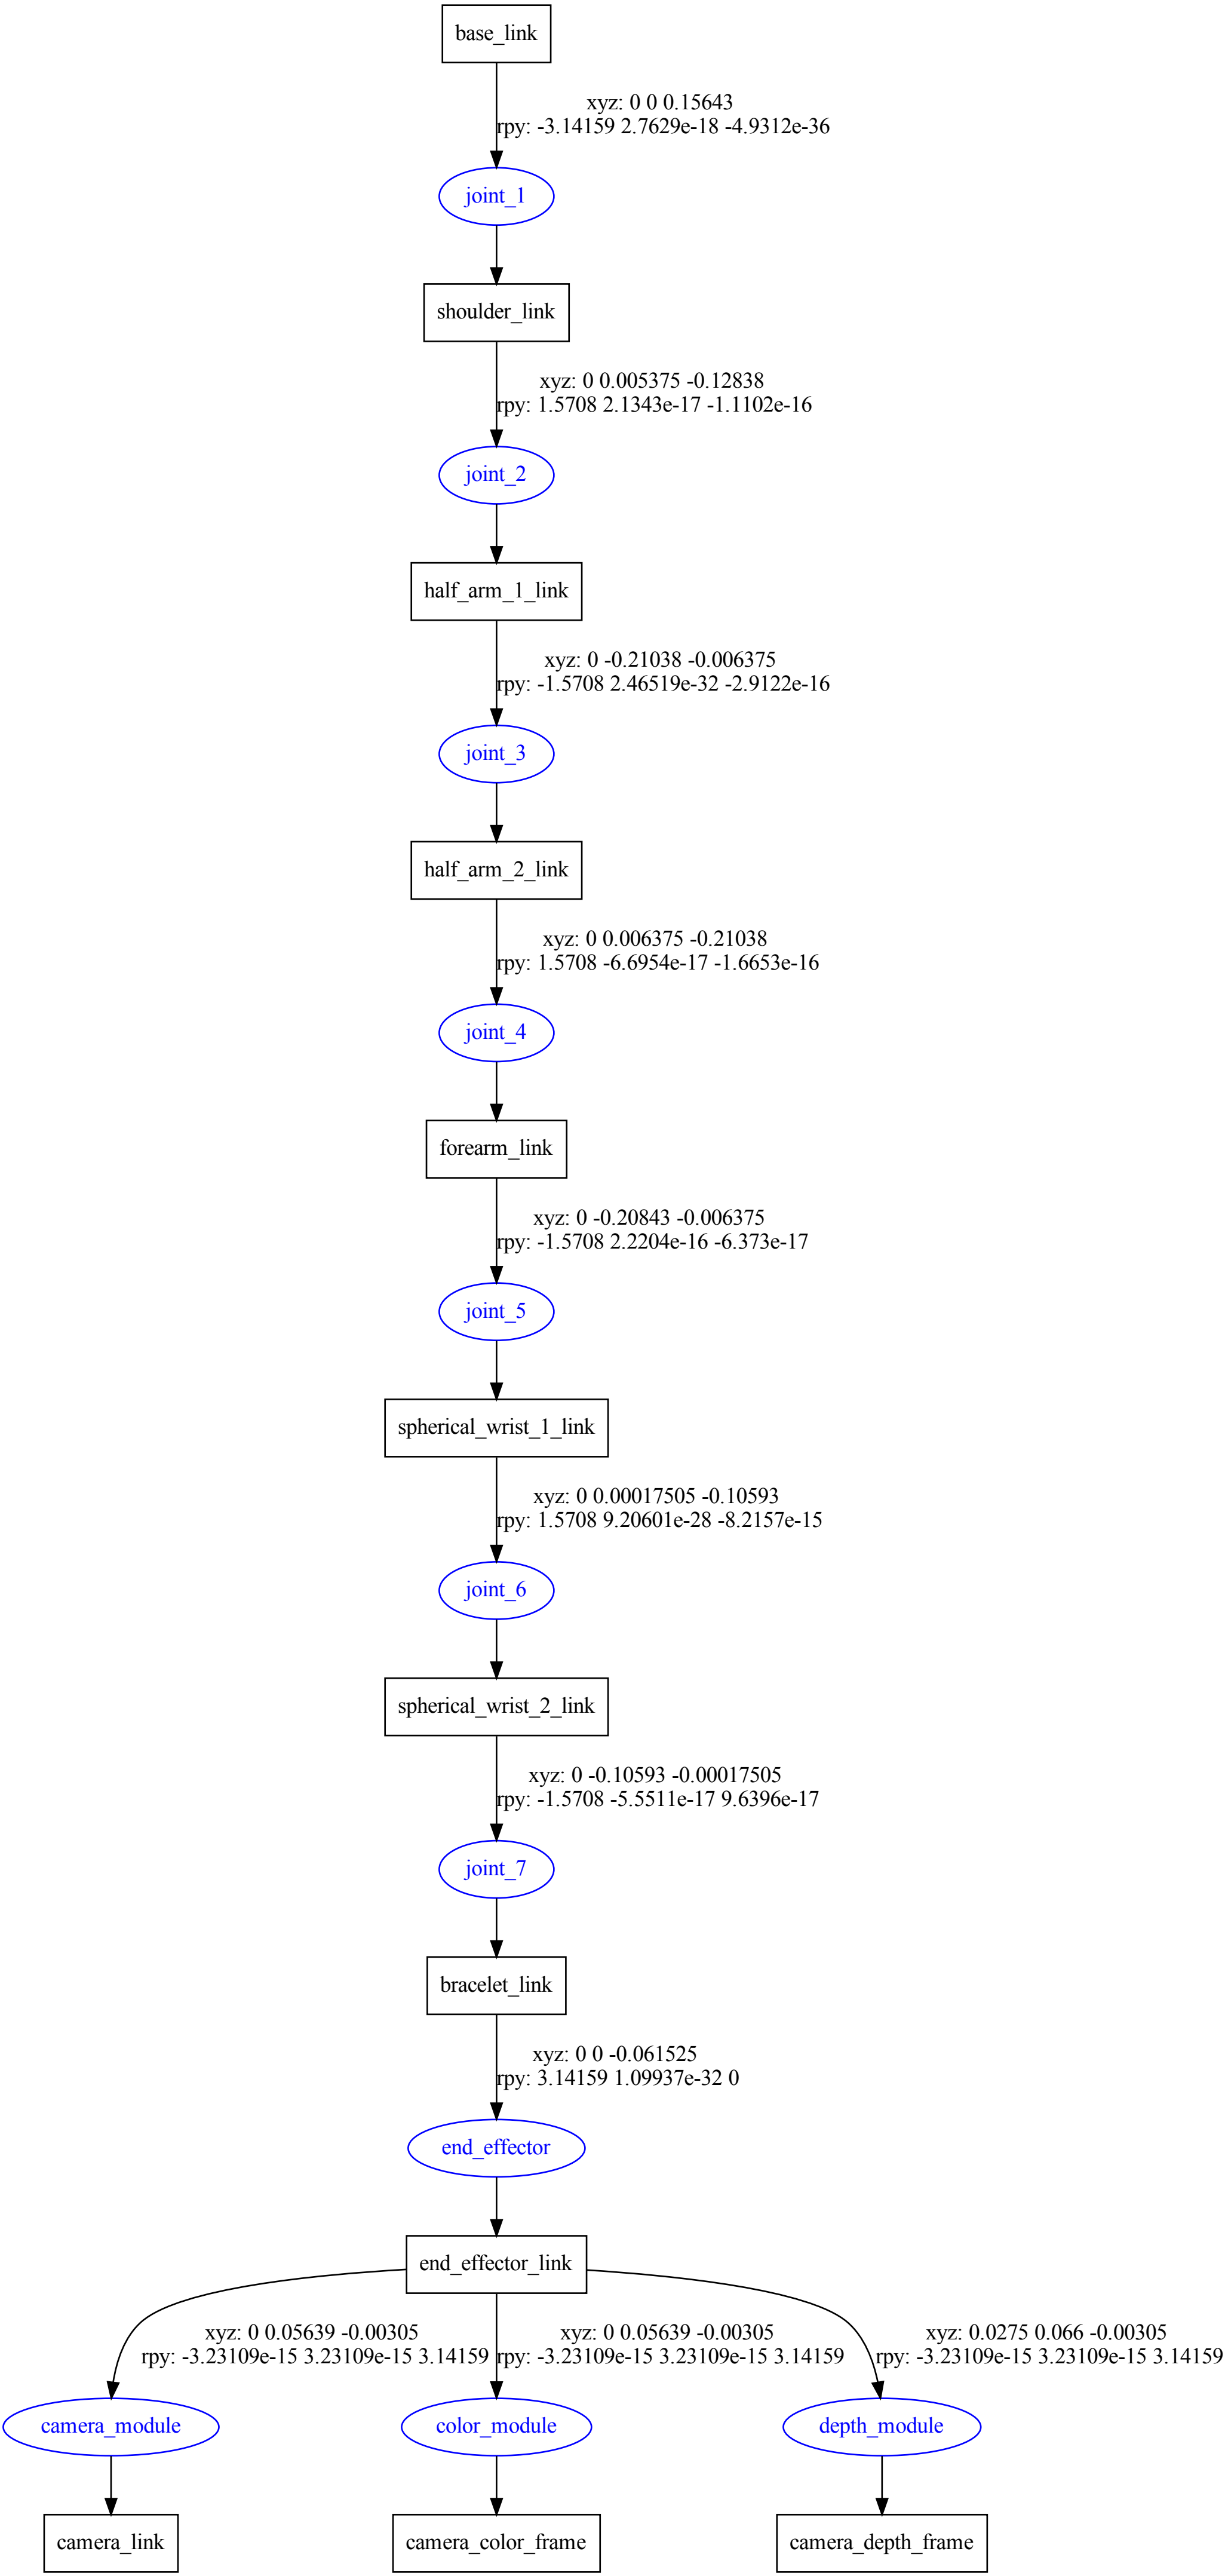 base_link
xyz: 0 0 0.15643
rpy: -3.14159 2.7629e-18 -4.9312e-36
joint_1
shoulder_link
xyz: 0 0.005375 -0.12838
rpy: 1.5708 2.1343e-17 -1.1102e-16
joint_2
half_arm_1_link
xyz: 0 -0.21038 -0.006375
rpy: -1.5708 2.46519e-32 -2.9122e-16
joint_3
half_arm_2_link
xyz: 0 0.006375 -0.21038
rpy: 1.5708 -6.6954e-17 -1.6653e-16
joint_4
forearm_link
xyz: 0 -0.20843 -0.006375
rpy: -1.5708 2.2204e-16 -6.373e-17
joint_5
spherical_wrist_1_link
xyz: 0 0.00017505 -0.10593
rpy: 1.5708 9.20601e-28 -8.2157e-15
joint_6
spherical_wrist_2_link
xyz: 0 -0.10593 -0.00017505
rpy: -1.5708 -5.5511e-17 9.6396e-17
joint_7
bracelet_link
xyz: 0 0 -0.061525
rpy: 3.14159 1.09937e-32 0
end_effector
end_effector_link
xyz: 0 0.05639 -0.00305
rpy: -3.23109e-15 3.23109e-15 3.14159
xyz: 0 0.05639 -0.00305
rpy: -3.23109e-15 3.23109e-15 3.14159
xyz: 0.0275 0.066 -0.00305
rpy: -3.23109e-15 3.23109e-15 3.14159
camera_module
color_module
depth_module
camera_link
camera_color_frame
camera_depth_frame